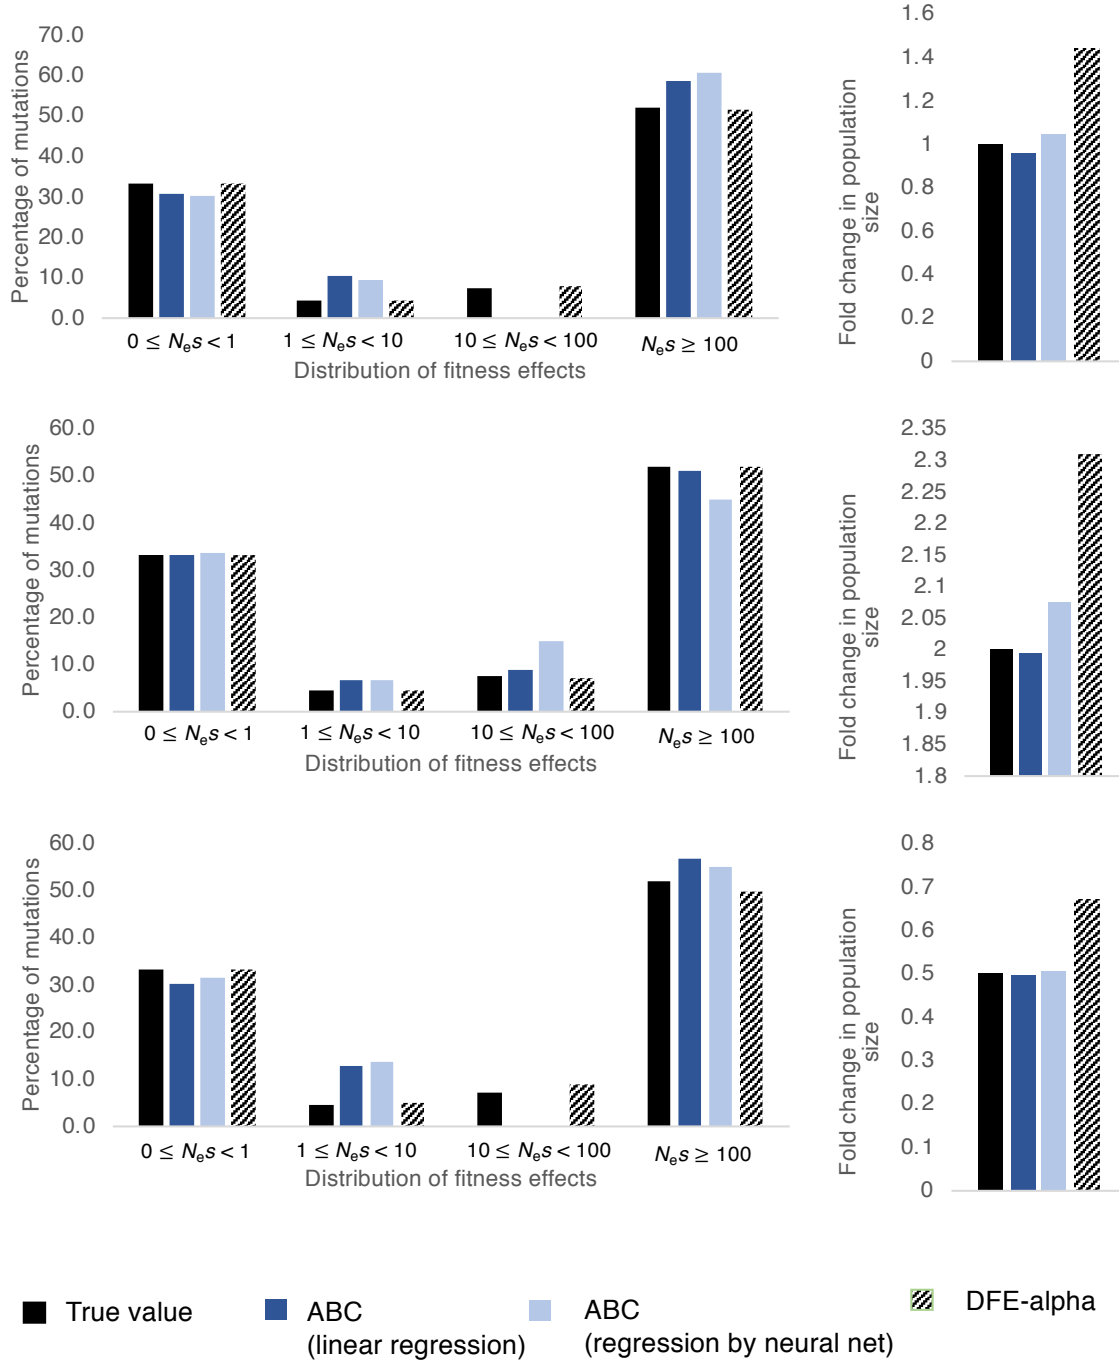 Percentage of mutations
70.0
60.0
50.0
40.0
30.0
20.0
10.0
0.0
0 ≤ Nₑs < 1
1 ≤ Nₑs < 10
10 ≤ Nₑs < 100
Nₑs ≥ 100
Distribution of fitness effects
Fold change in population
size
1.6
1.4
1.2
1
0.8
0.6
0.4
0.2
0
Percentage of mutations
60.0
50.0
40.0
30.0
20.0
10.0
0.0
0 ≤ Nₑs < 1
1 ≤ Nₑs < 10
10 ≤ Nₑs < 100
Nₑs ≥ 100
Distribution of fitness effects
Fold change in population
size
2.35
2.3
2.25
2.2
2.15
2.1
2.05
2
1.95
1.9
1.85
1.8
Percentage of mutations
60.0
50.0
40.0
30.0
20.0
10.0
0.0
0 ≤ Nₑs < 1
1 ≤ Nₑs < 10
10 ≤ Nₑs < 100
Nₑs ≥ 100
Distribution of fitness effects
Fold change in population
size
0.8
0.7
0.6
0.5
0.4
0.3
0.2
0.1
0
True value
ABC
(linear regression)
ABC
(regression by neural net)
DFE-alpha